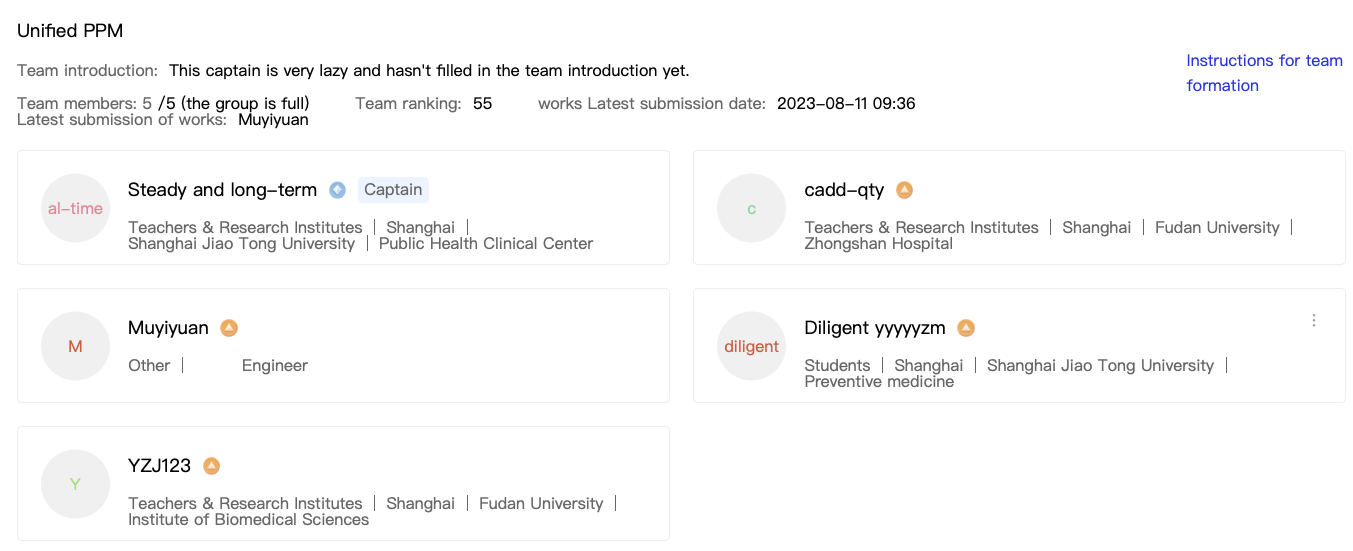 Unified PPM
Team introduction: This captain is very lazy and hasn't filled in the team introduction yet.
Instructions for team
formation
Team members: 5 /5 (the group is full) Team ranking: 55 works Latest submission date: 2023-08-11 09:36
Latest submission of works: Muyiyuan
al-time
Steady and long-term Captain
Teachers & Research Institutes | Shanghai |
Shanghai Jiao Tong University | Public Health Clinical Center
c
cadd-qty
Teachers & Research Institutes | Shanghai | Fudan University |
Zhongshan Hospital
M
Muyiyuan
Other | Engineer
diligent
Diligent yyyyyzm
Students | Shanghai | Shanghai Jiao Tong University |
Preventive medicine
Y
YZJ123
Teachers & Research Institutes | Shanghai | Fudan University |
Institute of Biomedical Sciences